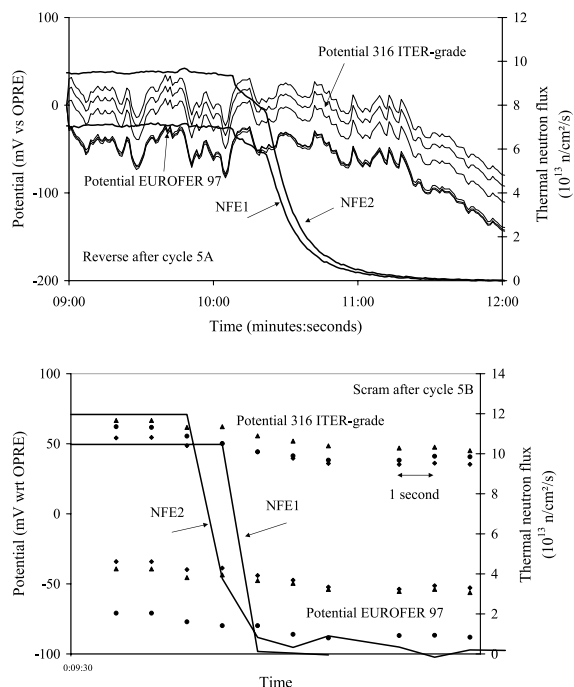 100
50
0
-50
-100
-150
-200
12
10
8
6
4
2
0
Potential (mV vs OPRE)
Thermal neutron flux
(10¹³ n/cm²/s)
Potential 316 ITER-grade
Potential EUROFER 97
NFE1
NFE2
Reverse after cycle 5A
09:00
10:00
11:00
12:00
Time (minutes:seconds)
100
50
0
-50
-100
14
12
10
8
6
4
2
0
Potential (mV wrt OPRE)
Thermal neutron flux
(10¹³ n/cm²/s)
Scram after cycle 5B
Potential 316 ITER-grade
1 second
NFE2
NFE1
Potential EUROFER 97
0:09:30
Time